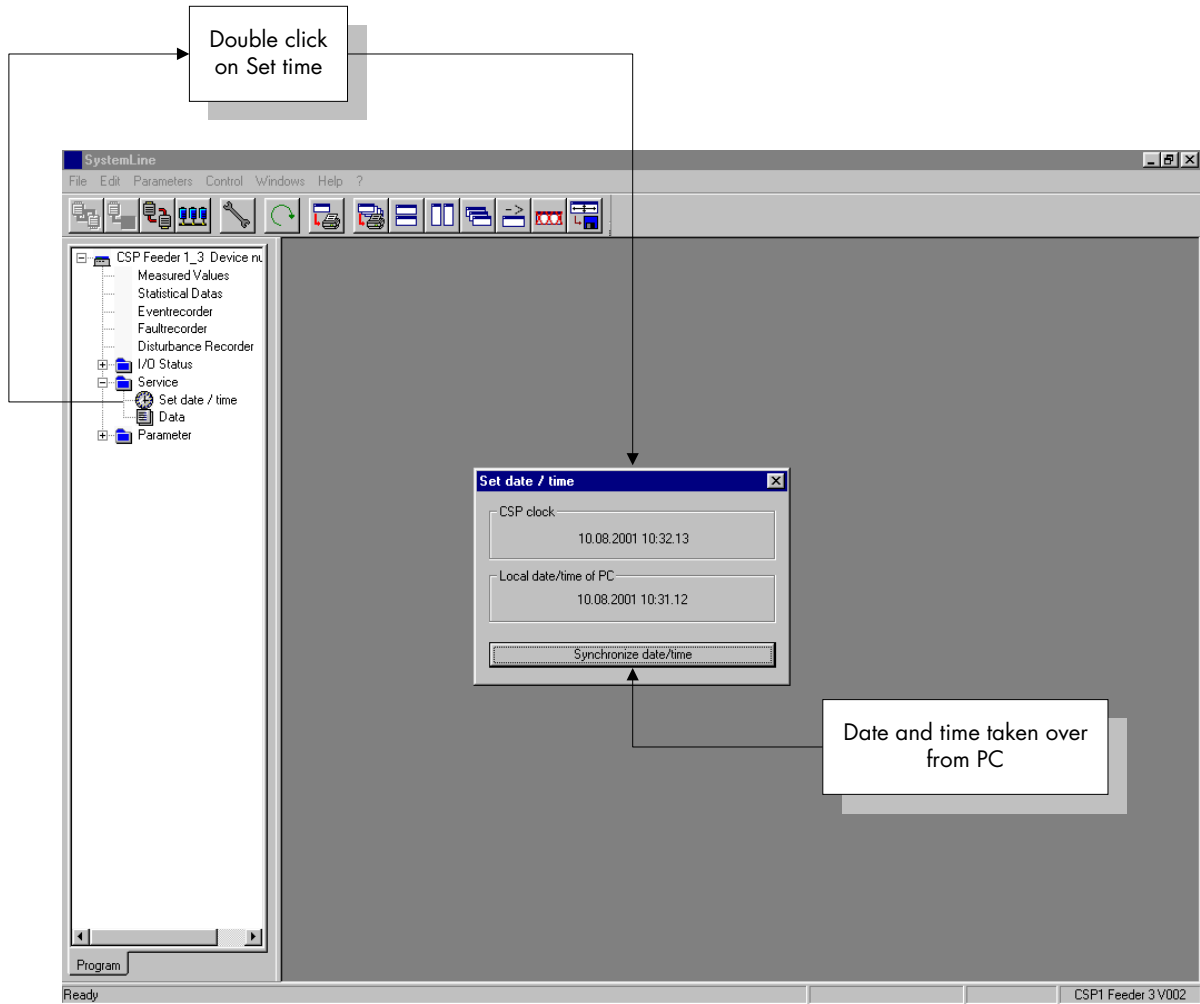 Double click
on Set time
SystemLine
File Edit Parameters Control Windows Help ?
CSP Feeder 1_3 Device nu
Measured Values
Statistical Datas
Eventrecorder
Faultrecorder
Disturbance Recorder
I/O Status
Service
Set date / time
Data
Parameter
Set date / time
CSP clock
10.08.2001 10:32.13
Local date/time of PC
10.08.2001 10:31.12
Synchronize date/time
Date and time taken over
from PC
Program
Ready
CSP1 Feeder 3 V002